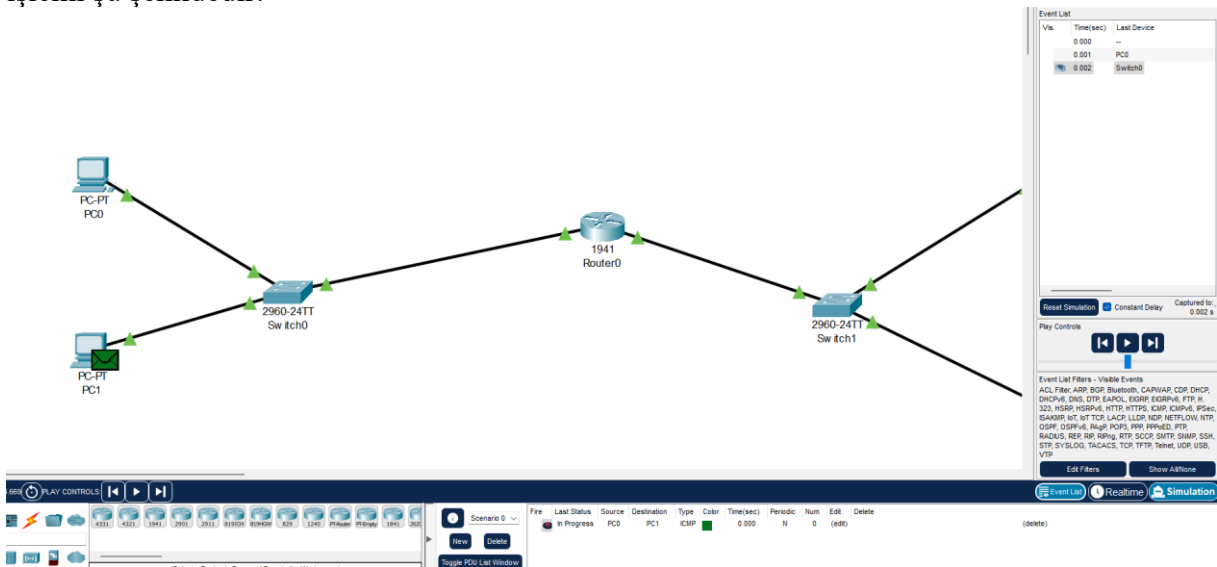 Event List
Vis. Time(sec) Last Device
0.000 --
0.001 PC0
0.002 Switch0
PC-PT
PC0
1941
Router0
2960-24TT
Switch0
2960-24TT
Switch1
PC-PT
PC1
Reset Simulation Constant Delay Captured to:
0.002 s
Play Controls
Event List Filters - Visible Events
ACL Filter, ARP, BGP, Bluetooth, CAPWAP, CDP, DHCP,
DHCPv6, DNS, DTP, EAPOL, EIGRP, EIGRPv6, FTP, H.
323, HSRP, HSRPv6, HTTP, HTTPS, ICMP, ICMPv6, IPSec,
ISAKMP, IoT, IoT TCP, LACP, LLDP, NDP, NETFLOW, NTP,
OSPF, OSPFv6, PAgP, POP3, PPP, PPPoED, PTP,
RADIUS, REP, RIP, RIPng, RTP, SCCP, SMTP, SNMP, SSH,
STP, SYSLOG, TACACS, TCP, TFTP, Telnet, UDP, USB,
VTP
Edit Filters Show All/None
PLAY CONTROLS:
Event List Realtime Simulation
4331 4321 1941 2901 2911 819IOX 819HGW 829 1240 PT-Router PT-Empty 1841
Scenario 0
New Delete
Toggle PDU List Window
Fire Last Status Source Destination Type Color Time(sec) Periodic Num Edit Delete
In Progress PC0 PC1 ICMP 0.000 N 0 (edit) (delete)